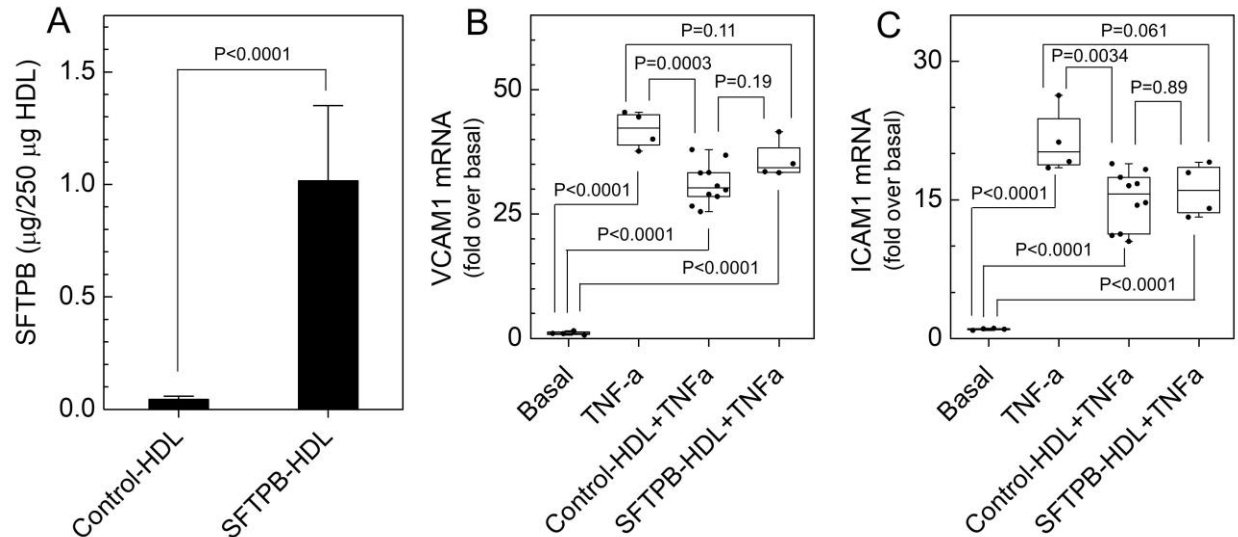 A
SFTPB (µg/250 µg HDL)
1.5
1.0
0.5
0.0
P<0.0001
Control-HDL
SFTPB-HDL
B
VCAM1 mRNA
(fold over basal)
50
25
0
P=0.11
P=0.0003
P=0.19
P<0.0001
P<0.0001
P<0.0001
Basal
TNF-a
Control-HDL+TNFa
SFTPB-HDL+TNFa
C
ICAM1 mRNA
(fold over basal)
30
15
0
P=0.061
P=0.0034
P=0.89
P<0.0001
P<0.0001
P<0.0001
Basal
TNF-a
Control-HDL+TNFa
SFTPB-HDL+TNFa